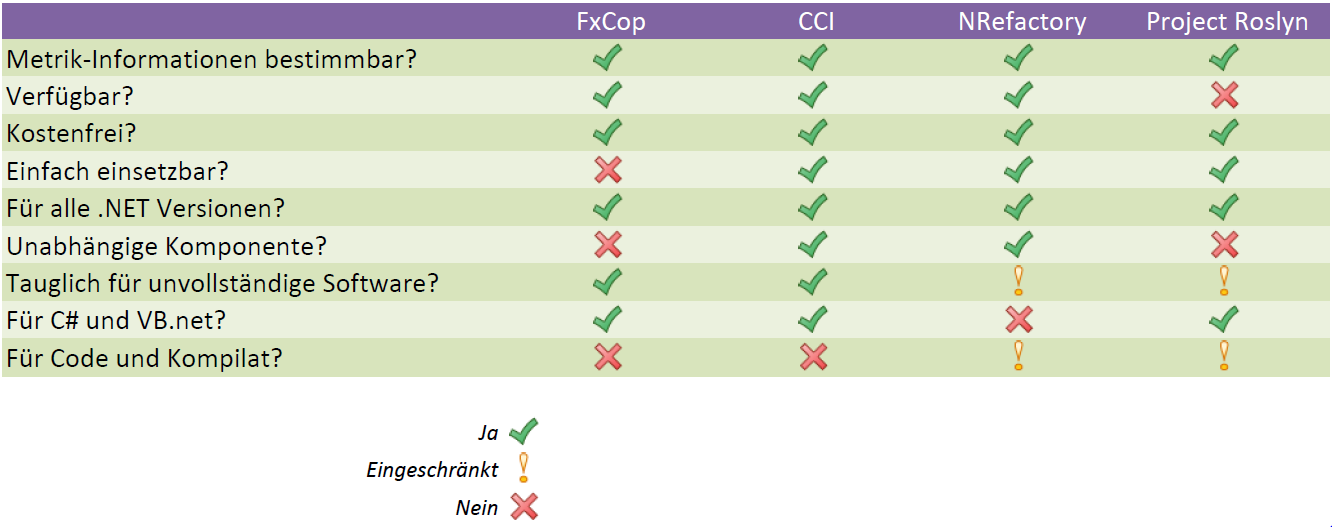 FxCop CCI NRefactory Project Roslyn
Metrik-Informationen bestimmbar?
Verfügbar?
Kostenfrei?
Einfach einsetzbar?
Für alle .NET Versionen?
Unabhängige Komponente?
Tauglich für unvollständige Software?
Für C# und VB.net?
Für Code und Kompilat?
Ja
Eingeschränkt
Nein